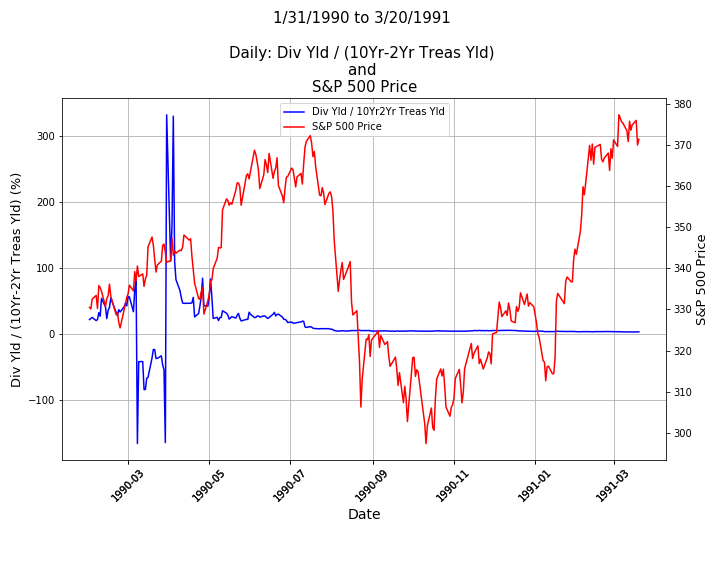 1/31/1990 to 3/20/1991
Daily: Div Yld / (10Yr-2Yr Treas Yld)
and
S&P 500 Price
Div Yld / 10Yr2Yr Treas Yld
S&P 500 Price
Div Yld / (10Yr-2Yr Treas Yld) (%)
300
200
100
0
−100
380
370
360
350
340
330
320
310
300
S&P 500 Price
1990-03
1990-05
1990-07
1990-09
1990-11
1991-01
1991-03
Date